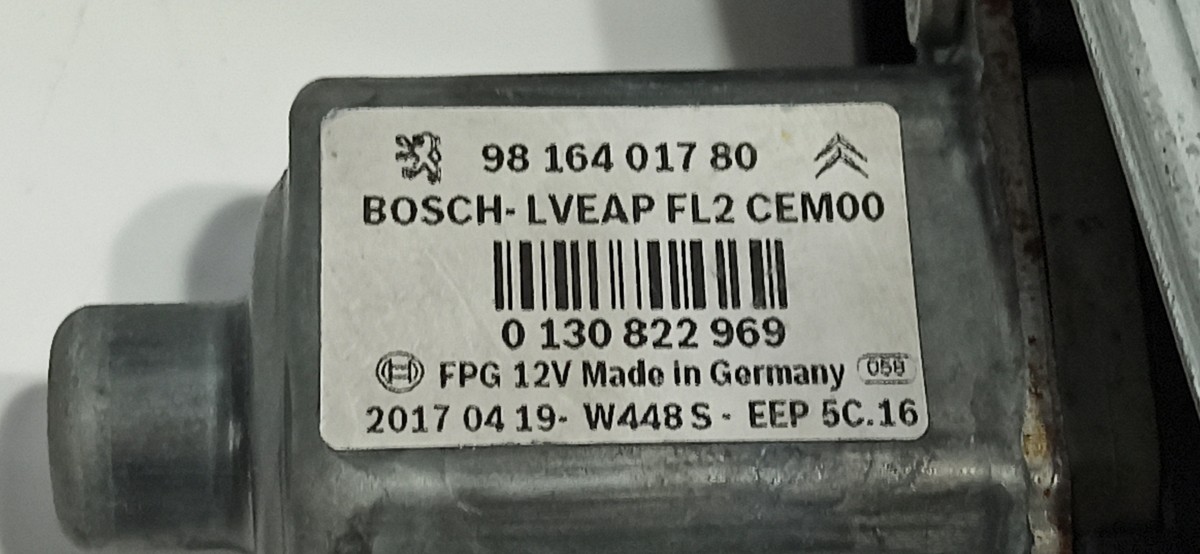 98 164 017 80
BOSCH- LVEAP FL2 CEM00
0 130 822 969
FPG 12V Made in Germany 058
2017 04 19- W448 S - EEP 5C.16